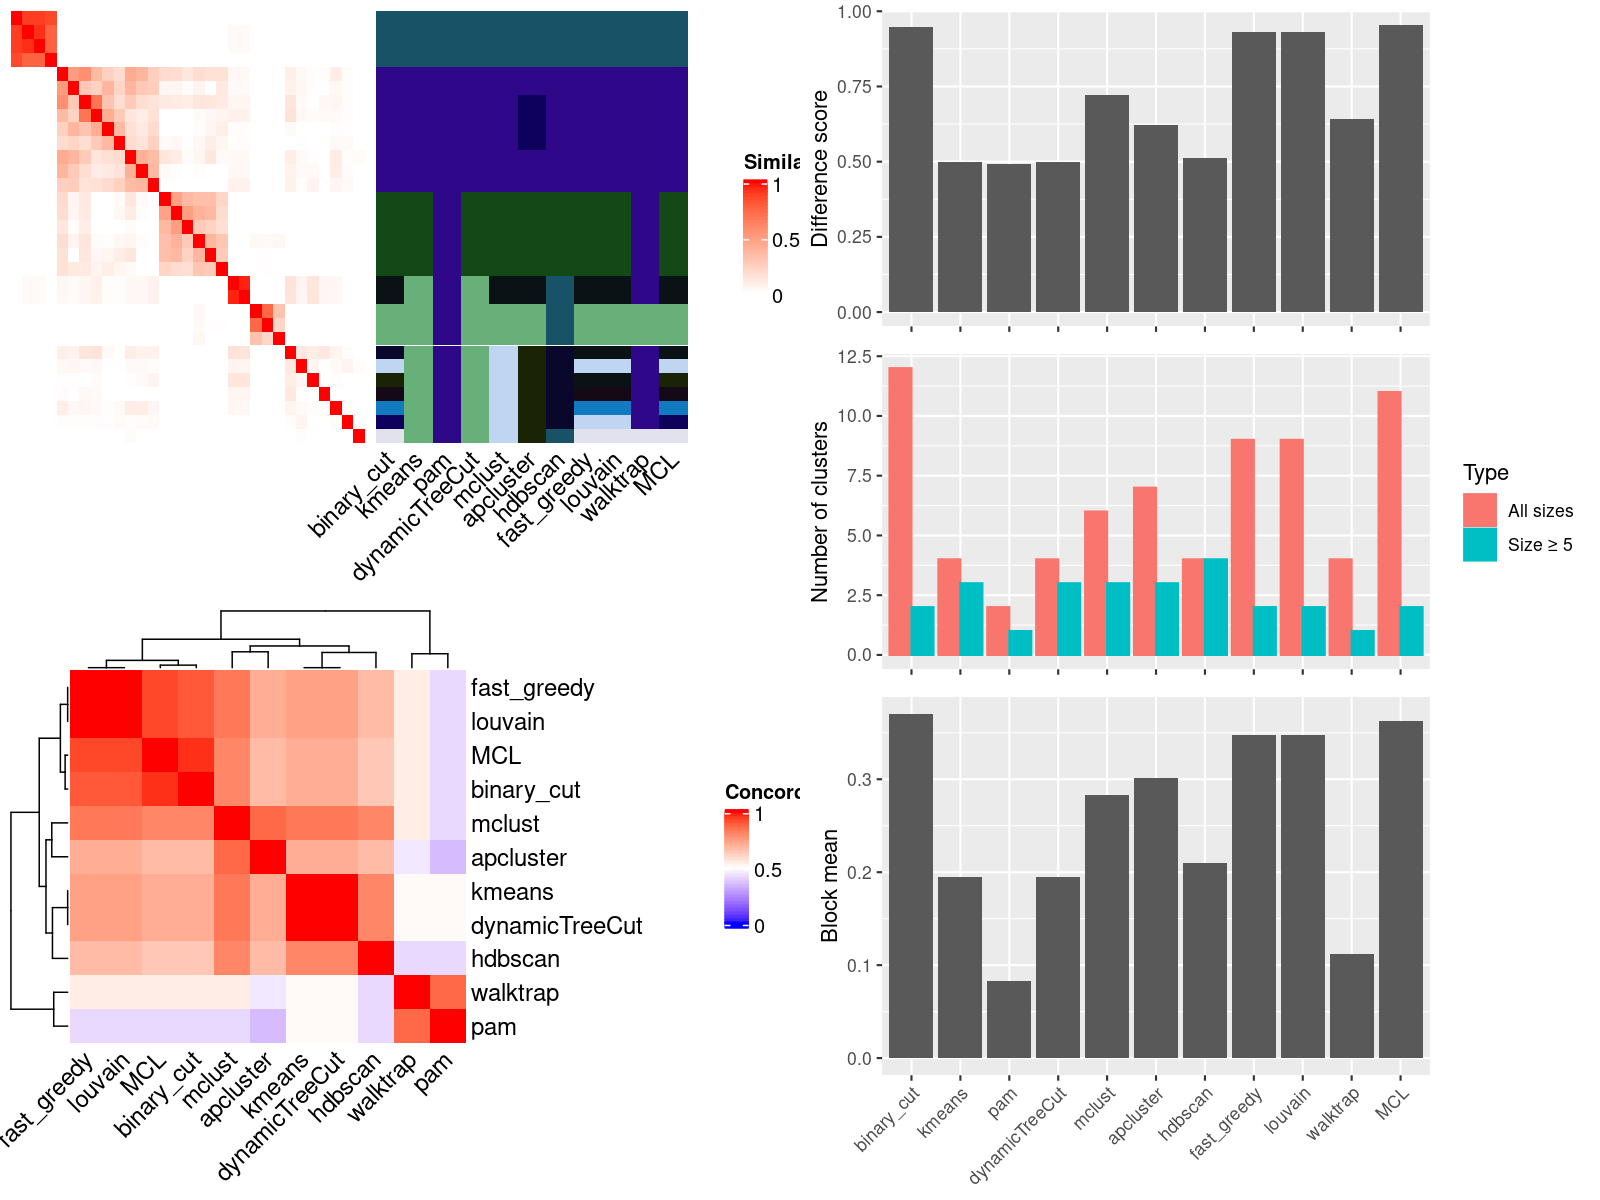 Simila
1
0.5
0
binary_cut
kmeans
pam
dynamicTreeCut
mclust
apcluster
hdbscan
fast_greedy
louvain
walktrap
MCL
fast_greedy
louvain
MCL
binary_cut
mclust
apcluster
kmeans
dynamicTreeCut
hdbscan
walktrap
pam
Concord
1
0.5
0
fast_greedy
louvain
MCL
binary_cut
mclust
apcluster
kmeans
dynamicTreeCut
hdbscan
walktrap
pam
Difference score
1.00
0.75
0.50
0.25
0.00
Number of clusters
12.5
10.0
7.5
5.0
2.5
0.0
Type
All sizes
Size ≥ 5
Block mean
0.3
0.2
0.1
0.0
binary_cut
kmeans
pam
dynamicTreeCut
mclust
apcluster
hdbscan
fast_greedy
louvain
walktrap
MCL